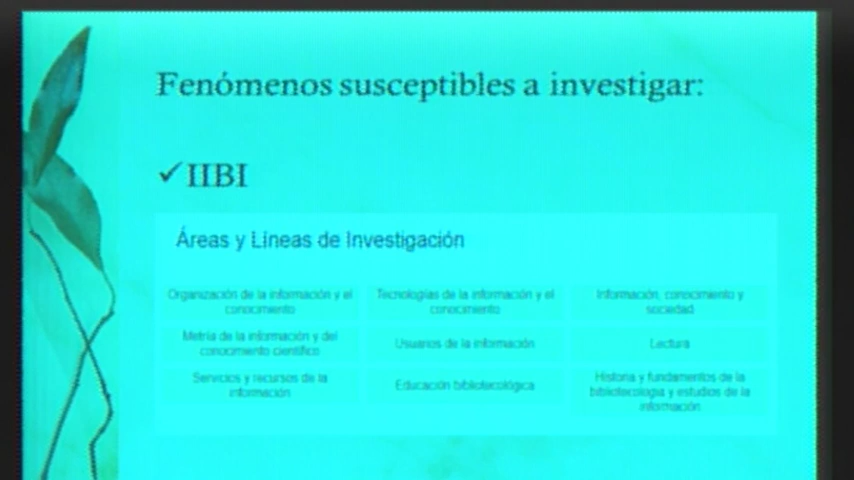 Fenómenos susceptibles a investigar:
✓IIBI
Áreas y Líneas de Investigación
Organización de la información y el
conocimiento
Tecnologías de la información y el
conocimiento
Información, conocimiento y
sociedad
Metría de la información y del
conocimiento científico
Usuarios de la información
Lectura
Servicios y recursos de la
información
Educación bibliotecológica
Historia y fundamentos de la
bibliotecología y estudios de la
información